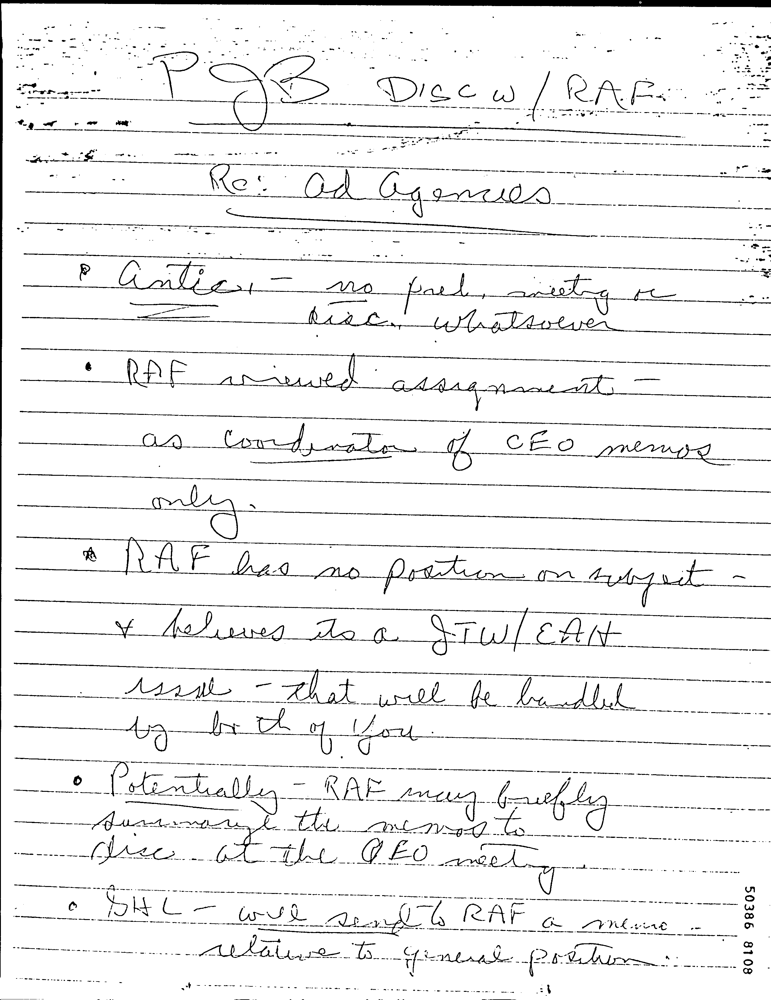 PJB Disc w/ RAF
Re: Ad Agencies
Antic. - no pred. meeting or
disc. whatsoever
• RAF viewed assignment -
as coordinator of CEO memos
only.
• RAF has no position on subject -
& believes its a JTW/EAH
issue - that will be handled
by both of you.
• Potentially - RAF may briefly
summarize the memos to
disc at the CEO meeting.
• will send to RAF a memo -
relative to general position.
50386 8108